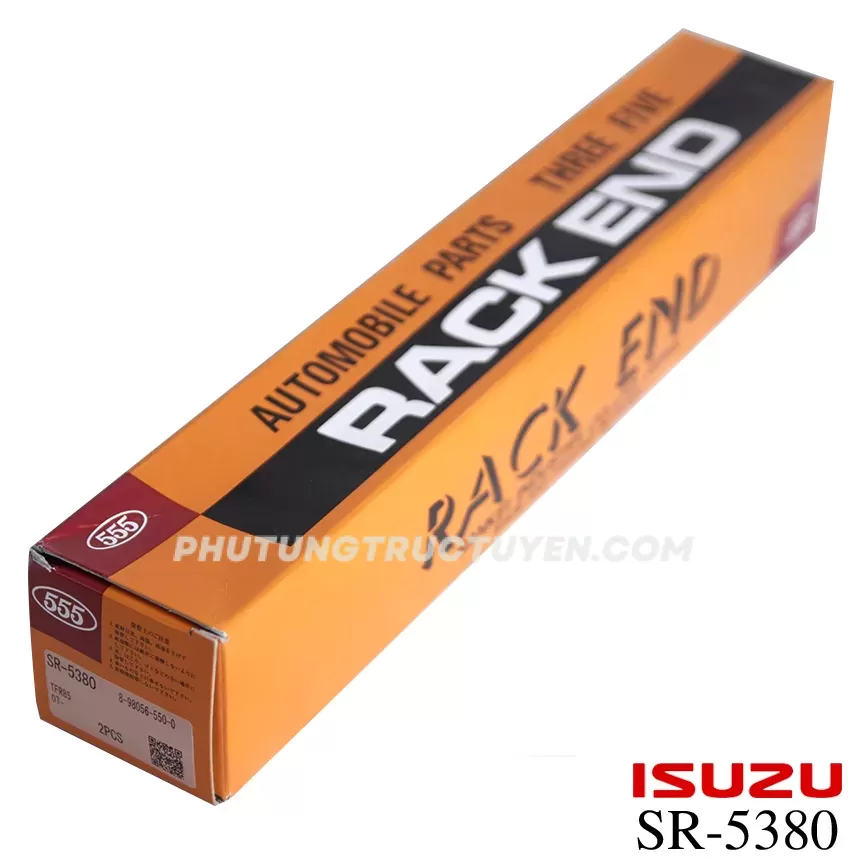 AUTOMOBILE PARTS THREE FIVE
RACK END
RACK END
555
PHUTUNGTRUCTUYEN.COM
555
SR-5380
8-98056-550-0
TFR85
07-
2PCS
ISUZU
SR-5380